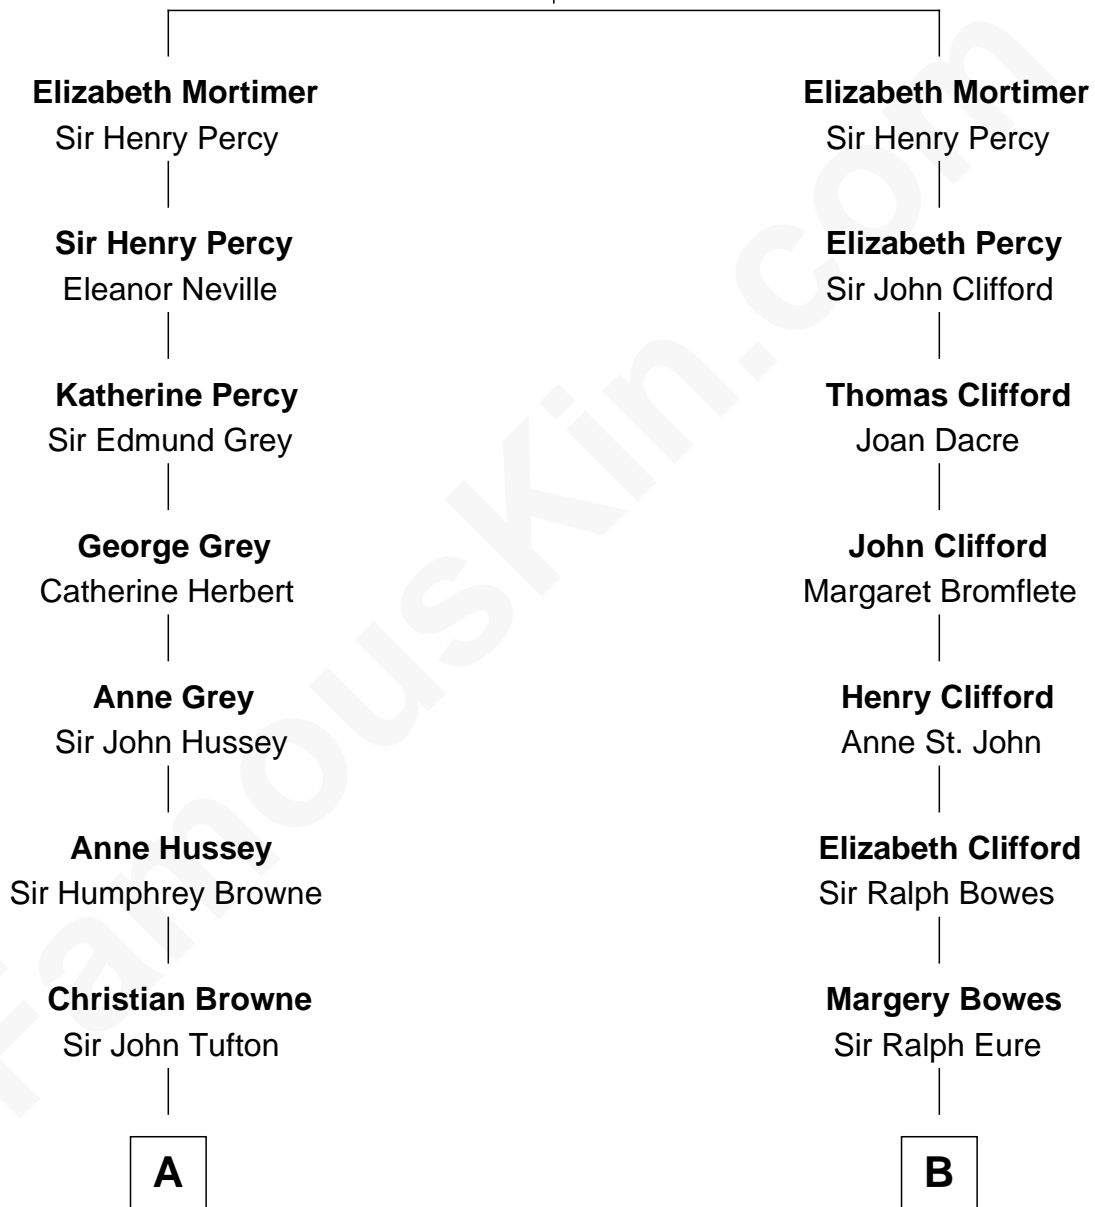 Elizabeth Mortimer
Sir Henry Percy
Sir Henry Percy
Eleanor Neville
Katherine Percy
Sir Edmund Grey
George Grey
Catherine Herbert
Anne Grey
Sir John Hussey
Anne Hussey
Sir Humphrey Browne
Christian Browne
Sir John Tufton
A
Elizabeth Mortimer
Sir Henry Percy
Elizabeth Percy
Sir John Clifford
Thomas Clifford
Joan Dacre
John Clifford
Margaret Bromflete
Henry Clifford
Anne St. John
Elizabeth Clifford
Sir Ralph Bowes
Margery Bowes
Sir Ralph Eure
B
FamousKin.com